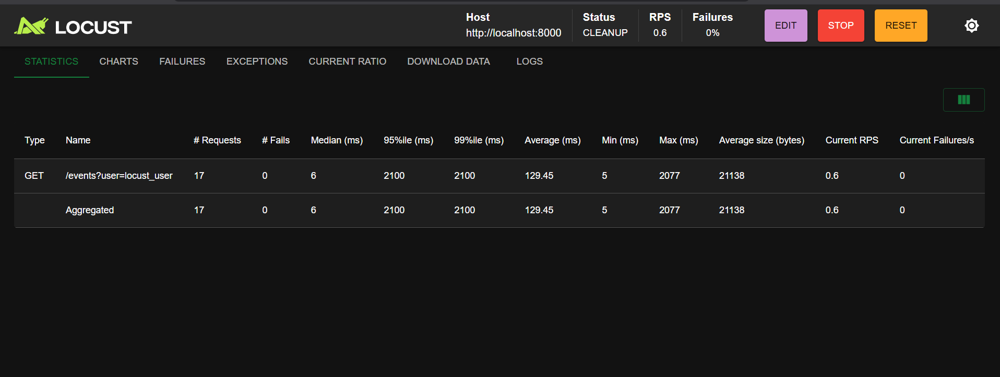 LOCUST
Host
http://localhost:8000
Status
CLEANUP
RPS
0.6
Failures
0%
EDIT
STOP
RESET
STATISTICS CHARTS FAILURES EXCEPTIONS CURRENT RATIO DOWNLOAD DATA LOGS
Type Name # Requests # Fails Median (ms) 95%ile (ms) 99%ile (ms) Average (ms) Min (ms) Max (ms) Average size (bytes) Current RPS Current Failures/s
GET /events?user=locust_user 17 0 6 2100 2100 129.45 5 2077 21138 0.6 0
Aggregated 17 0 6 2100 2100 129.45 5 2077 21138 0.6 0